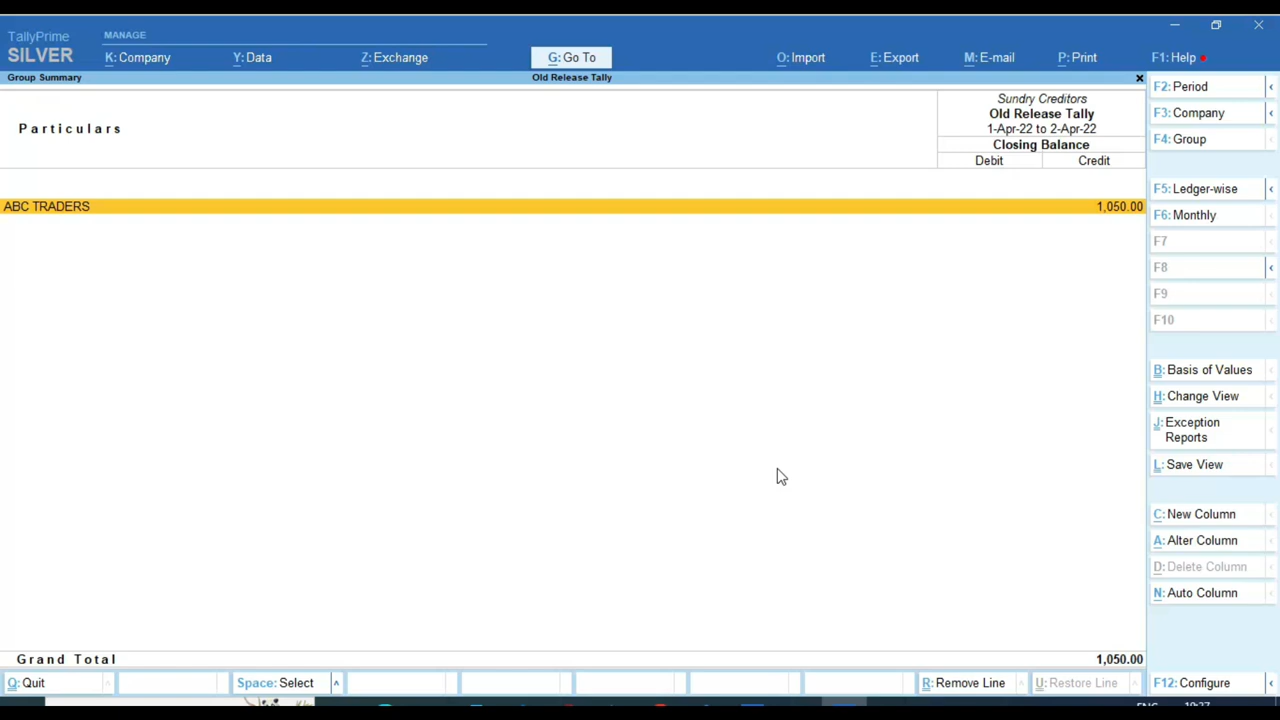 TallyPrime
MANAGE
SILVER
K: Company
Y: Data
Z: Exchange
G: Go To
O: Import
E: Export
M: E-mail
P: Print
F1: Help
Group Summary
Old Release Tally
Particulars
Sundry Creditors
Old Release Tally
1-Apr-22 to 2-Apr-22
Closing Balance
Debit Credit
ABC TRADERS 1,050.00
Grand Total 1,050.00
F2: Period
F3: Company
F4: Group
F5: Ledger-wise
F6: Monthly
F7
F8
F9
F10
B: Basis of Values
H: Change View
J: Exception
Reports
L: Save View
C: New Column
A: Alter Column
D: Delete Column
N: Auto Column
Q: Quit
Space: Select
R: Remove Line
U: Restore Line
F12: Configure